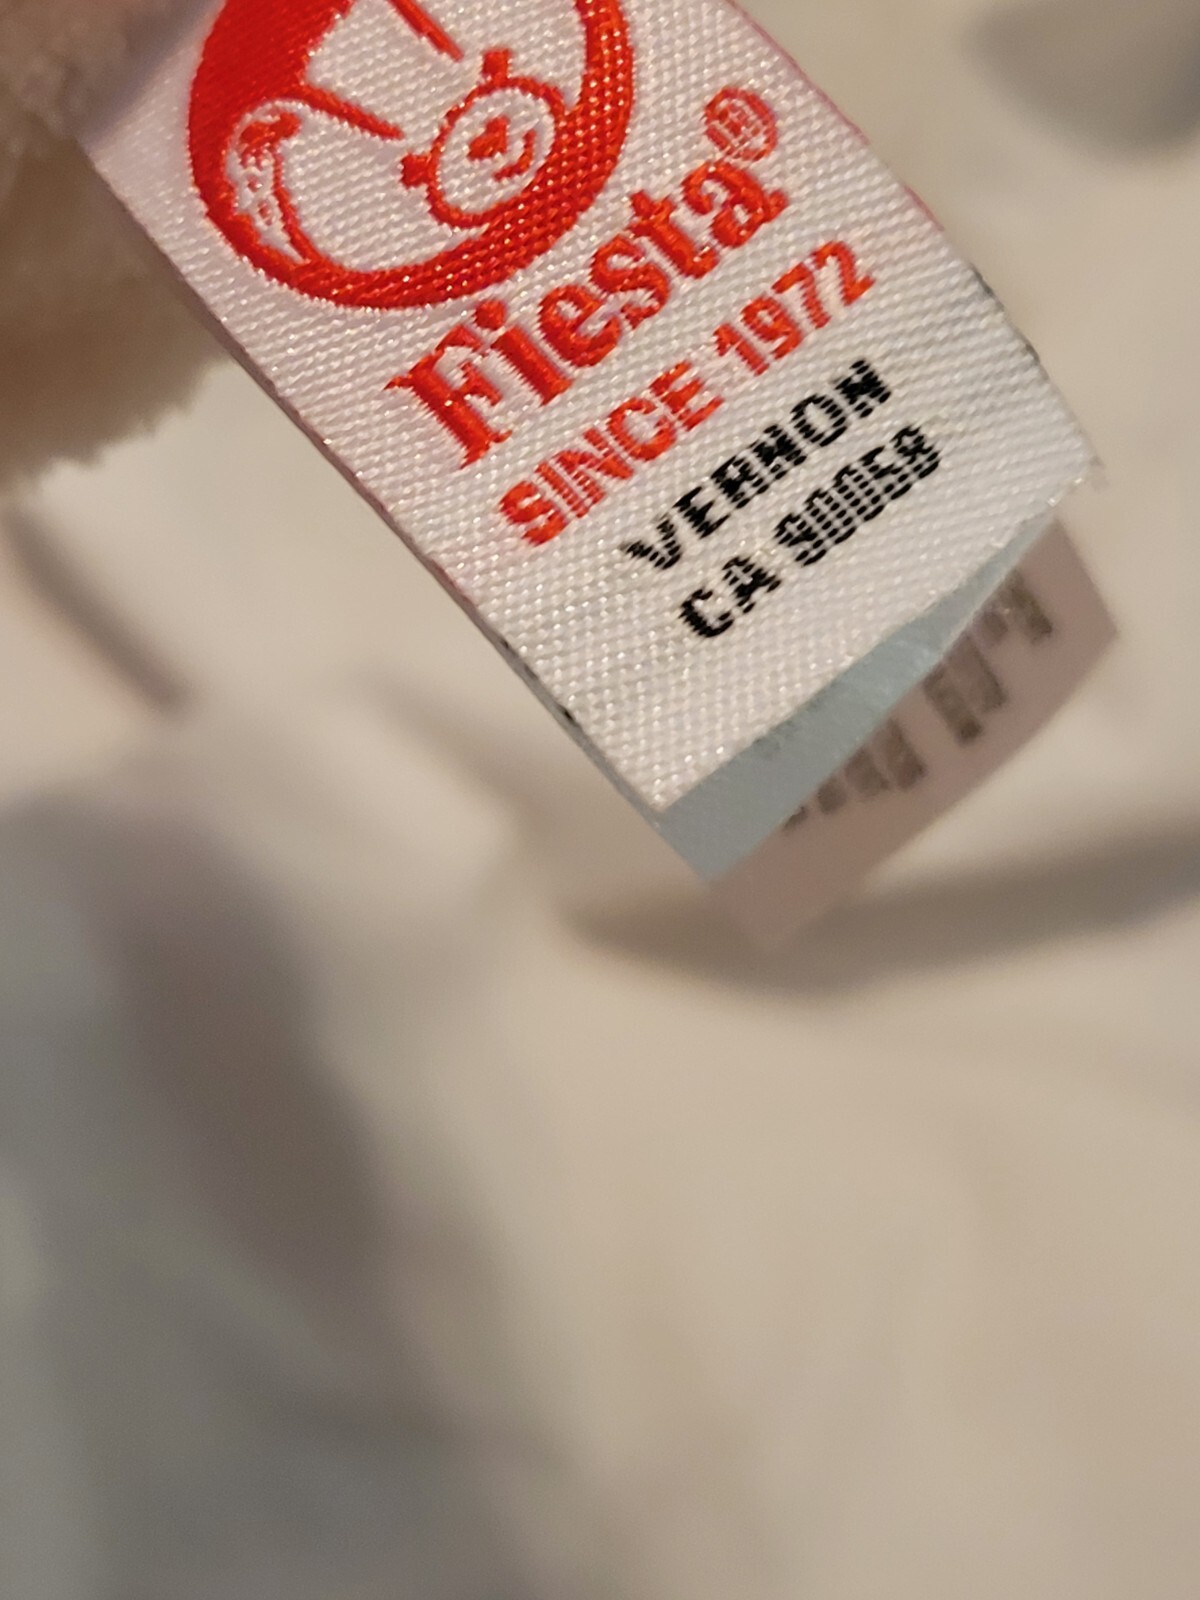 Fiesta®
SINCE 1972
VERNON
CA 90058